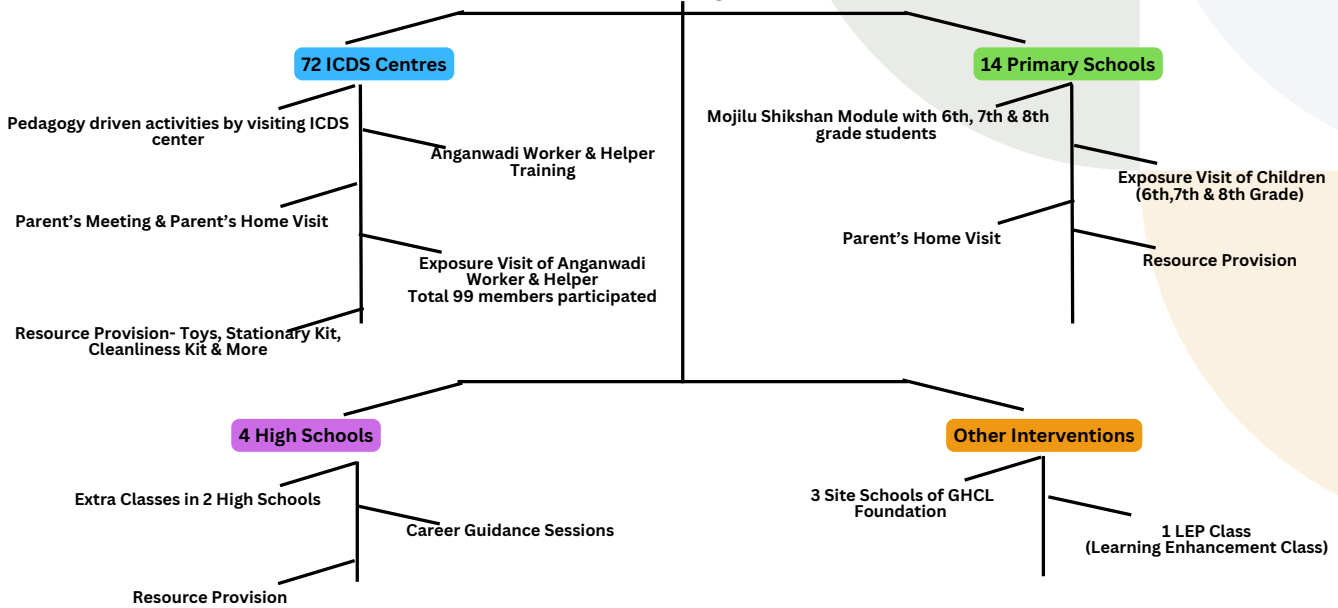 72 ICDS Centres
Pedagogy driven activities by visiting ICDS
center
Anganwadi Worker & Helper
Training
Parent's Meeting & Parent's Home Visit
Exposure Visit of Anganwadi
Worker & Helper
Total 99 members participated
Resource Provision- Toys, Stationary Kit,
Cleanliness Kit & More
14 Primary Schools
Mojilu Shikshan Module with 6th, 7th & 8th
grade students
Exposure Visit of Children
(6th,7th & 8th Grade)
Parent's Home Visit
Resource Provision
4 High Schools
Extra Classes in 2 High Schools
Career Guidance Sessions
Resource Provision
Other Interventions
3 Site Schools of GHCL
Foundation
1 LEP Class
(Learning Enhancement Class)